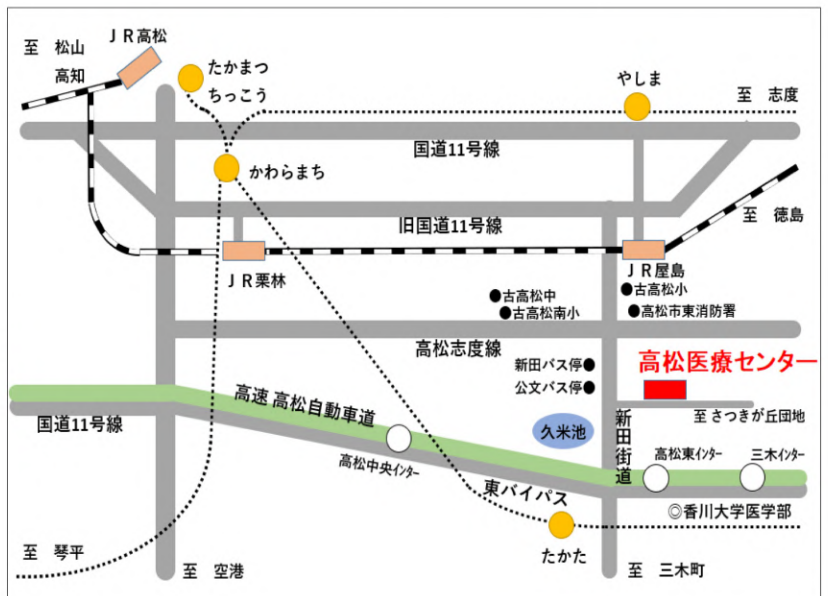 ＪＲ高松
至　松山
高知
たかまつ
ちっこう
やしま
至　志度
国道11号線
かわらまち
旧国道11号線
至　徳島
ＪＲ栗林
ＪＲ屋島
●古高松中
●古高松小
●古高松南小
●高松市東消防署
高松志度線
高松医療センター
新田バス停●
公文バス停●
高速 高松自動車道
至 さつきが丘団地
国道11号線
久米池
新田街道
高松中央インター
高松東インター
三木インター
東バイパス
◎香川大学医学部
たかた
至　琴平
至　空港
至　三木町